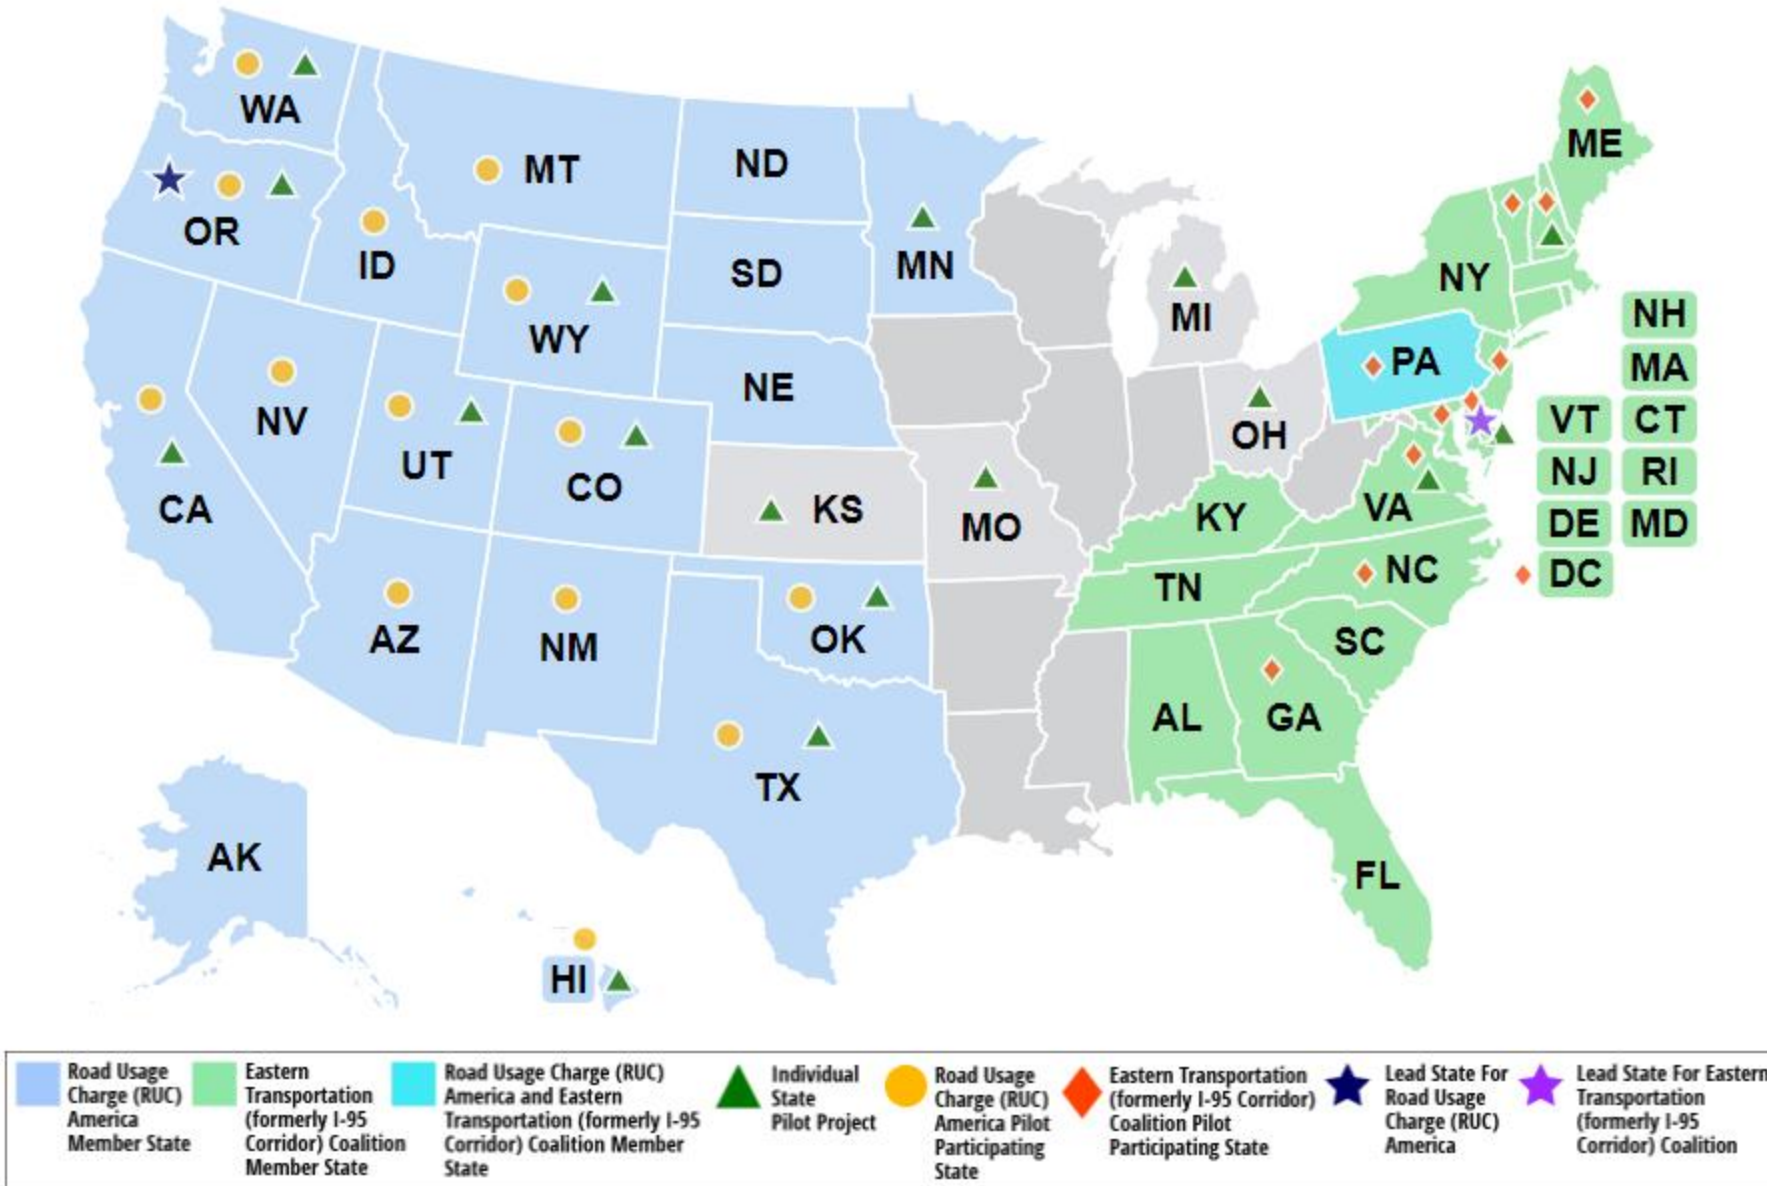 WA
ME
MT
ND
OR
ID
MN
SD
NY
MI
NH
WY
PA
MA
NE
NV
VT
CT
OH
UT
CO
NJ
RI
CA
KS
MO
KY
VA
DE
MD
NC
DC
TN
AZ
NM
OK
SC
AL
GA
TX
AK
FL
HI
Road Usage
Charge (RUC)
America
Member State
Eastern
Transportation
(formerly I-95
Corridor) Coalition
Member State
Road Usage Charge (RUC)
America and Eastern
Transportation (formerly I-95
Corridor) Coalition Member
State
Individual
State
Pilot Project
Road Usage
Charge (RUC)
America Pilot
Participating
State
Eastern Transportation
(formerly I-95 Corridor)
Coalition Pilot
Participating State
Lead State For
Road Usage
Charge (RUC)
America
Lead State For Eastern
Transportation
(formerly I-95
Corridor) Coalition